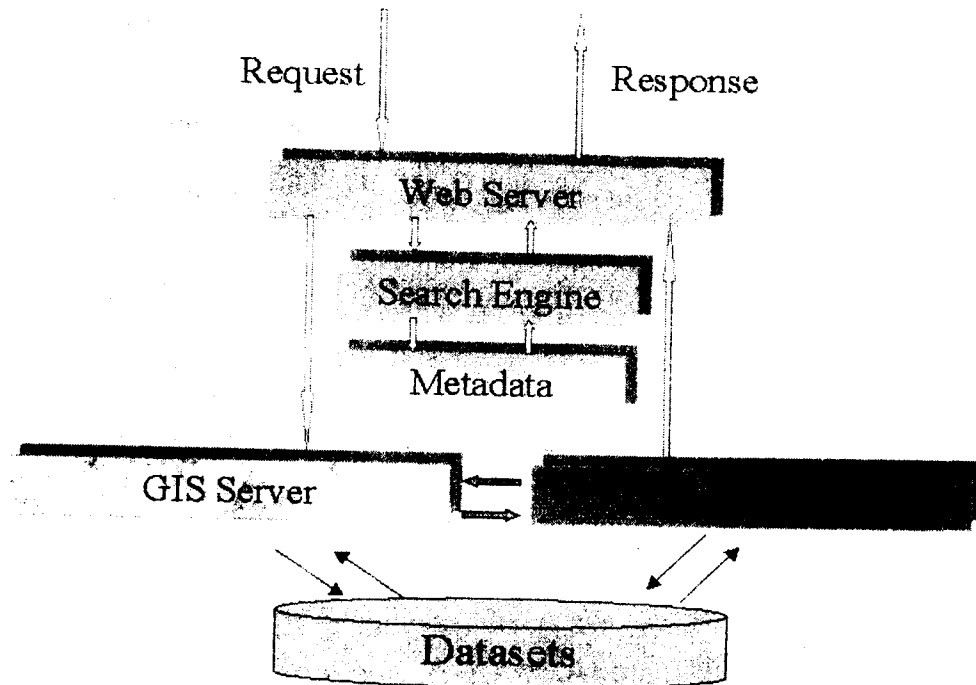 Request
Response
Web Server
Search Engine
Metadata
GIS Server
Datasets